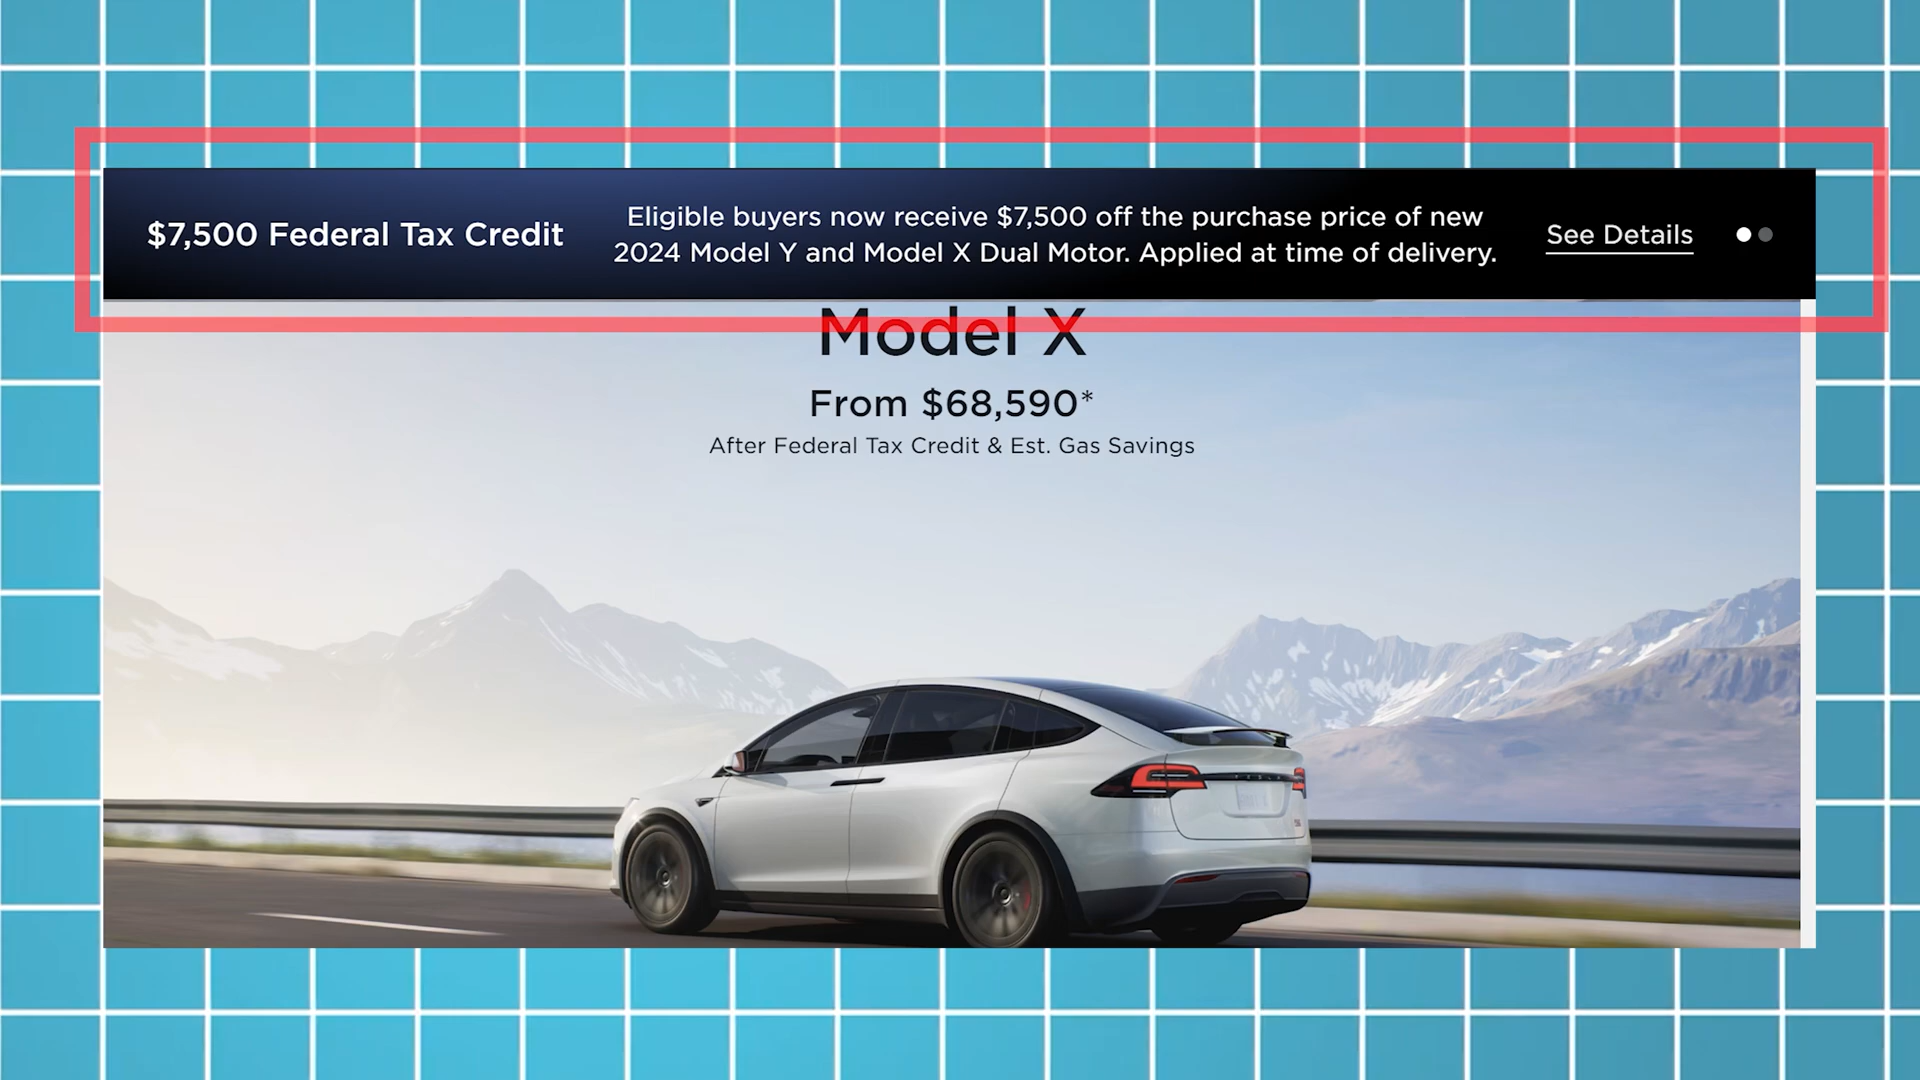 $7,500 Federal Tax Credit
Eligible buyers now receive $7,500 off the purchase price of new
2024 Model Y and Model X Dual Motor. Applied at time of delivery.
See Details
Model X
From $68,590*
After Federal Tax Credit & Est. Gas Savings
TESLA